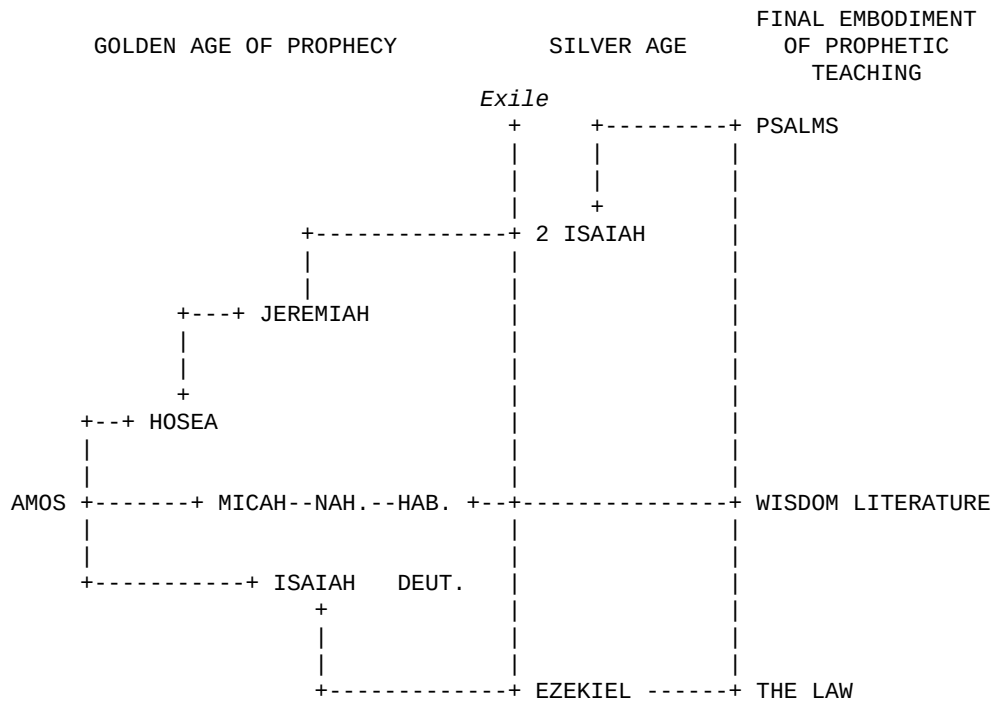 FINAL EMBODIMENT
GOLDEN AGE OF PROPHECY SILVER AGE OF PROPHETIC
TEACHING
Exile
+ +---------+ PSALMS
| | |
| | |
| + |
+--------------+ 2 ISAIAH |
| | |
| | |
+---+ JEREMIAH | |
| | |
| | |
+ | |
+--+ HOSEA | |
| | |
| | |
AMOS +-------+ MICAH--NAH.--HAB. +--+---------------+ WISDOM LITERATURE
| | |
| | |
+-----------+ ISAIAH DEUT. | |
+ | |
| | |
| | |
+-------------+ EZEKIEL ------+ THE LAW